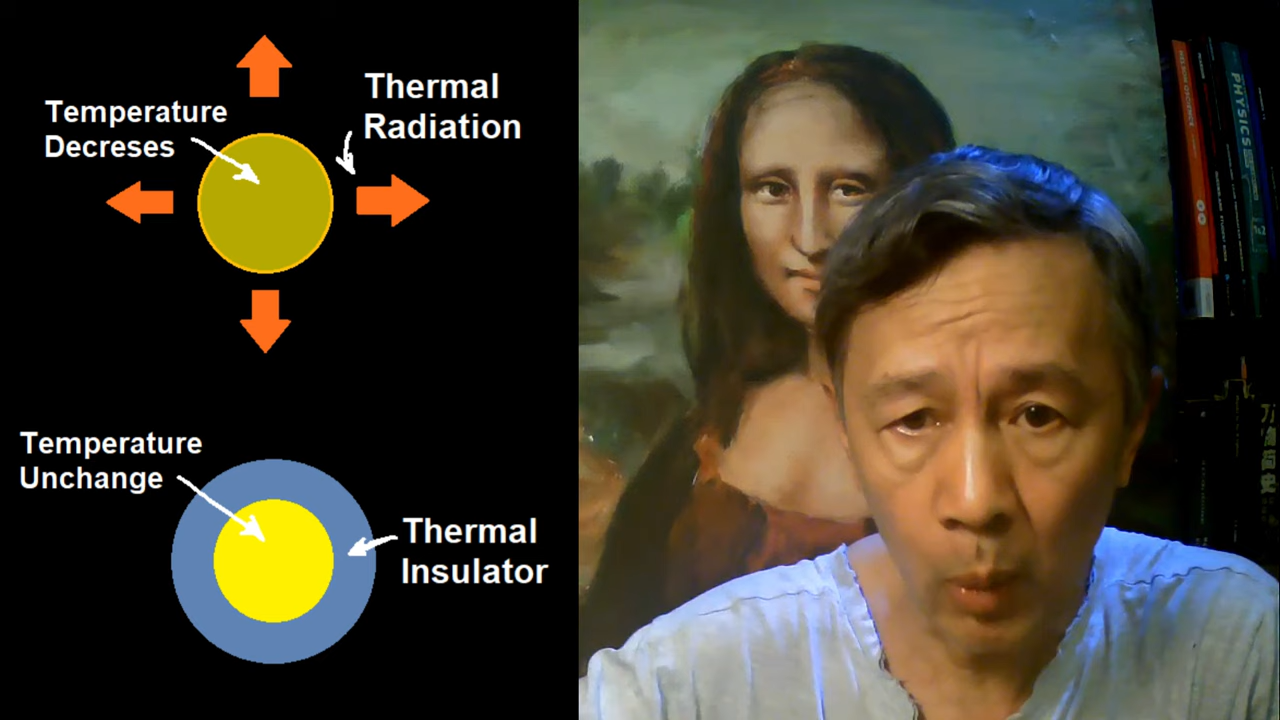 Temperature
Decreses
Thermal
Radiation
Temperature
Unchange
Thermal
Insulator
PHYSICS